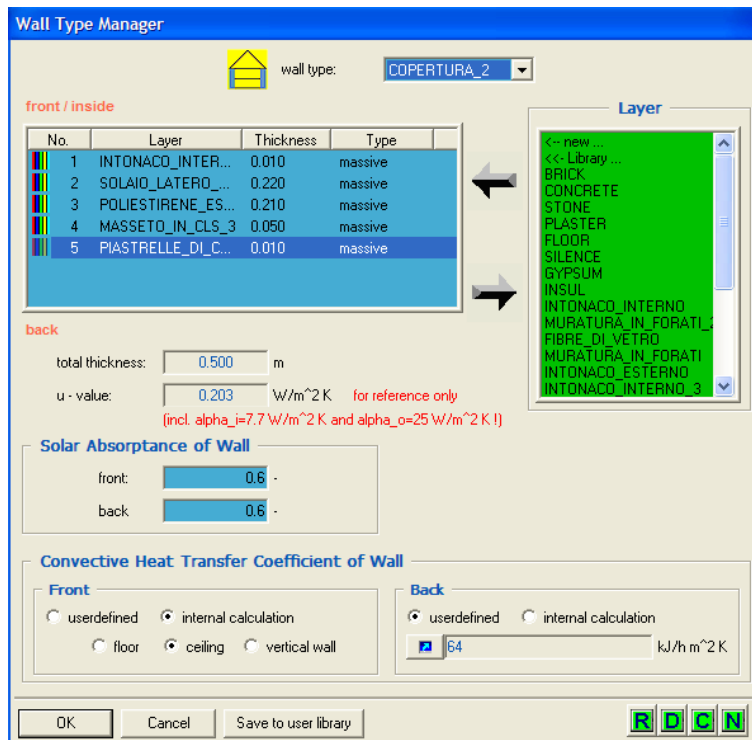 Wall Type Manager
wall type: COPERTURA_2
front / inside
No. Layer Thickness Type
1 INTONACO_INTER... 0.010 massive
2 SOLAIO_LATERO_... 0.220 massive
3 POLIESTIRENE_ES... 0.210 massive
4 MASSETO_IN_CLS_3 0.050 massive
5 PIASTRELLE_DI_C... 0.010 massive
Layer
<-- new ...
<<- Library ...
BRICK
CONCRETE
STONE
PLASTER
FLOOR
SILENCE
GYPSUM
INSUL
INTONACO_INTERNO
MURATURA_IN_FORATI_2
FIBRE_DI_VETRO
MURATURA_IN_FORATI
INTONACO_ESTERNO
INTONACO_INTERNO_3
back
total thickness: 0.500 m
u - value: 0.203 W/m^2 K for reference only
(incl. alpha_i=7.7 W/m^2 K and alpha_o=25 W/m^2 K !)
Solar Absorptance of Wall
front: 0.6 -
back 0.6 -
Convective Heat Transfer Coefficient of Wall
Front
userdefined internal calculation
floor ceiling vertical wall
Back
userdefined internal calculation
64 kJ/h m^2 K
OK Cancel Save to user library R D C N